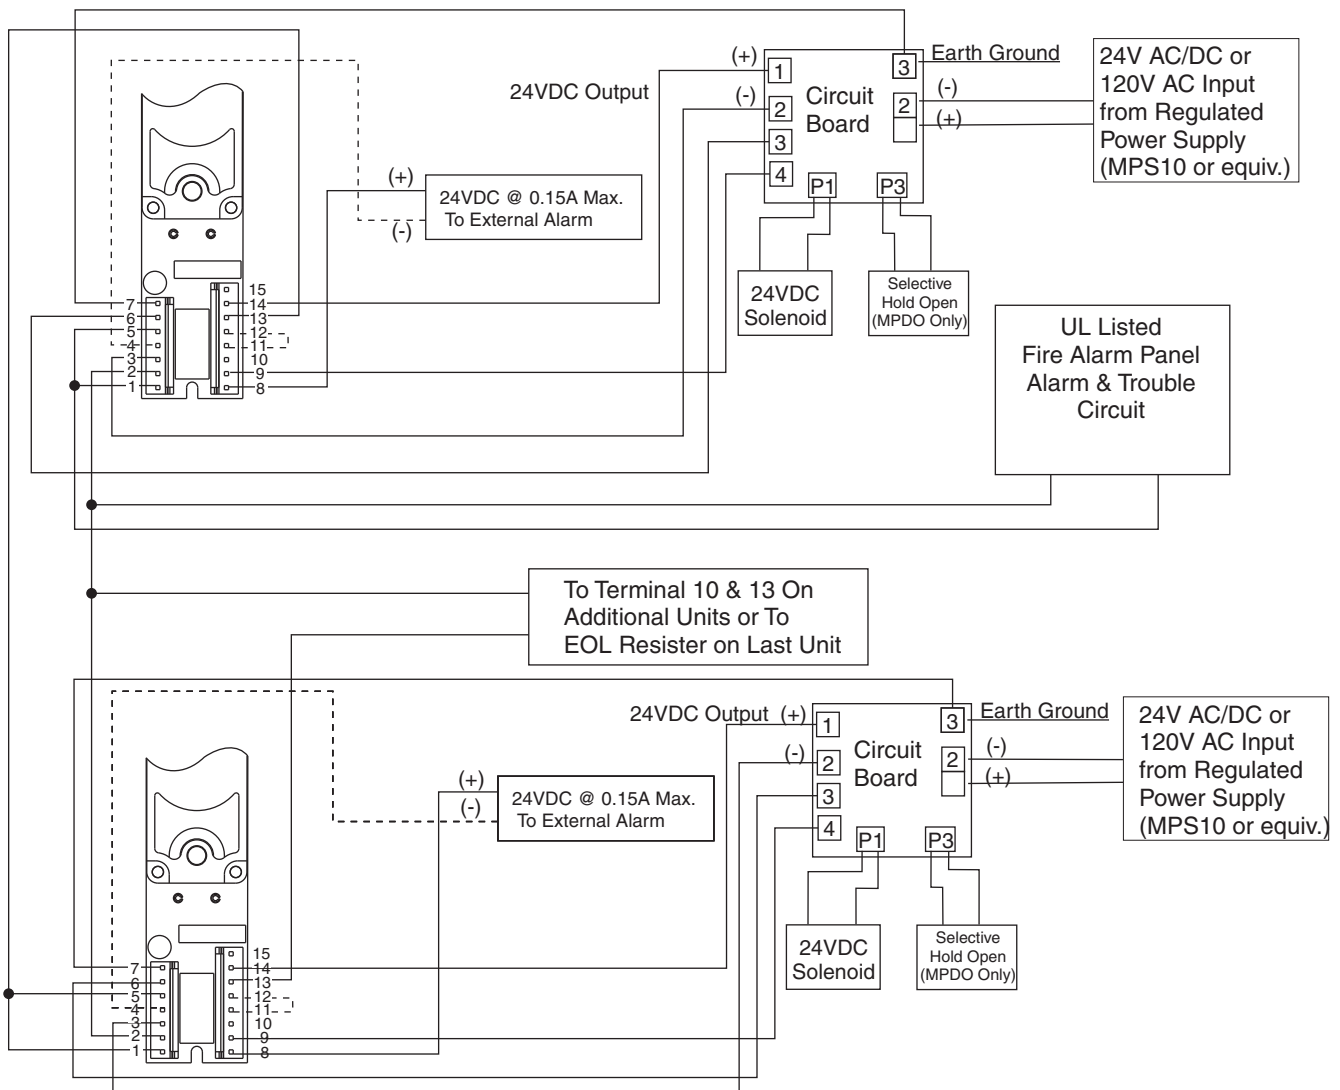 (+)
24VDC Output
(-)
1
2
3
4
Circuit
Board
3
2
P1
P3
Earth Ground
(-)
(+)
24V AC/DC or
120V AC Input
from Regulated
Power Supply
(MPS10 or equiv.)
(+)
24VDC @ 0.15A Max.
To External Alarm
(-)
24VDC
Solenoid
Selective
Hold Open
(MPDO Only)
7
6
5
4
3
2
1
15
14
13
12
11
10
9
8
UL Listed
Fire Alarm Panel
Alarm & Trouble
Circuit
To Terminal 10 & 13 On
Additional Units or To
EOL Resister on Last Unit
24VDC Output (+)
(-)
1
2
3
4
Circuit
Board
3
2
P1
P3
Earth Ground
(-)
(+)
24V AC/DC or
120V AC Input
from Regulated
Power Supply
(MPS10 or equiv.)
(+)
(-)
24VDC @ 0.15A Max.
To External Alarm
24VDC
Solenoid
Selective
Hold Open
(MPDO Only)
7
6
5
4
3
2
1
15
14
13
12
11
10
9
8